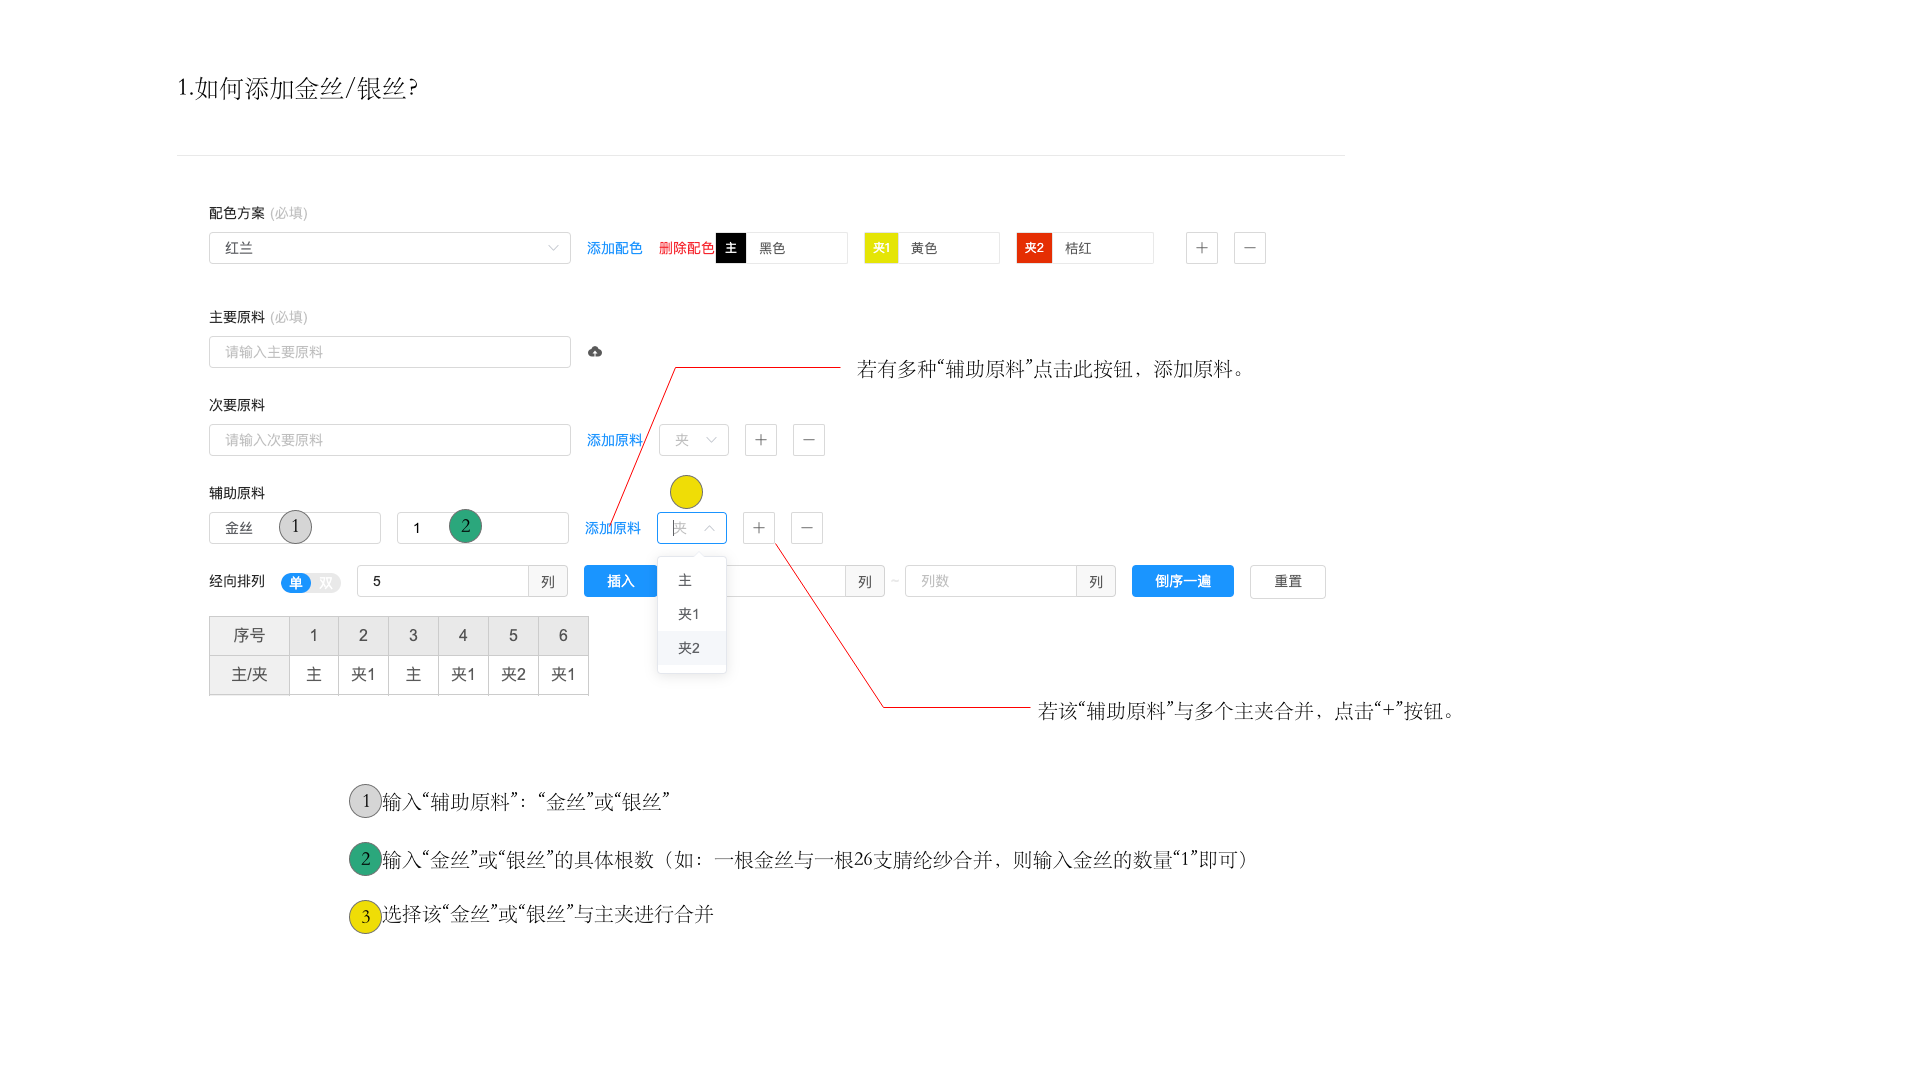 1.如何添加金丝/银丝?
配色方案 (必填)
红兰 添加配色 删除配色 主 黑色 夹1 黄色 夹2 桔红 + −
主要原料 (必填)
请输入主要原料
若有多种“辅助原料”点击此按钮，添加原料。
次要原料
请输入次要原料 添加原料 夹 + −
辅助原料
金丝 1 1 2 添加原料 夹 + −
主
夹1
夹2
经向排列 单 双 5 列 插入 列 ~ 列数 列 倒序一遍 重置
序号 1 2 3 4 5 6
主/夹 主 夹1 主 夹1 夹2 夹1
若该“辅助原料”与多个主夹合并，点击“+”按钮。
1 输入“辅助原料”：“金丝”或“银丝”
2 输入“金丝”或“银丝”的具体根数（如：一根金丝与一根26支腈纶纱合并，则输入金丝的数量“1”即可）
3 选择该“金丝”或“银丝”与主夹进行合并